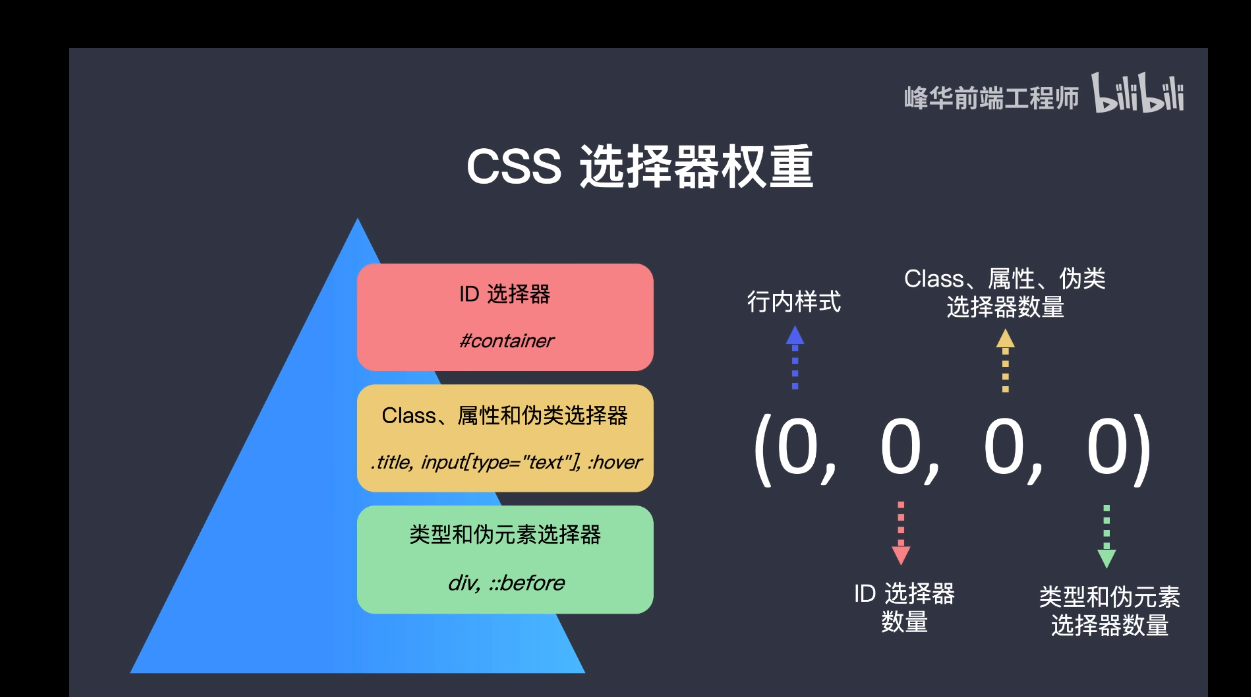 峰华前端工程师 bilibili
CSS 选择器权重
ID 选择器
#container
Class、属性和伪类选择器
.title, input[type="text"], :hover
类型和伪元素选择器
div, ::before
行内样式
Class、属性、伪类
选择器数量
(0, 0, 0, 0)
ID 选择器
数量
类型和伪元素
选择器数量